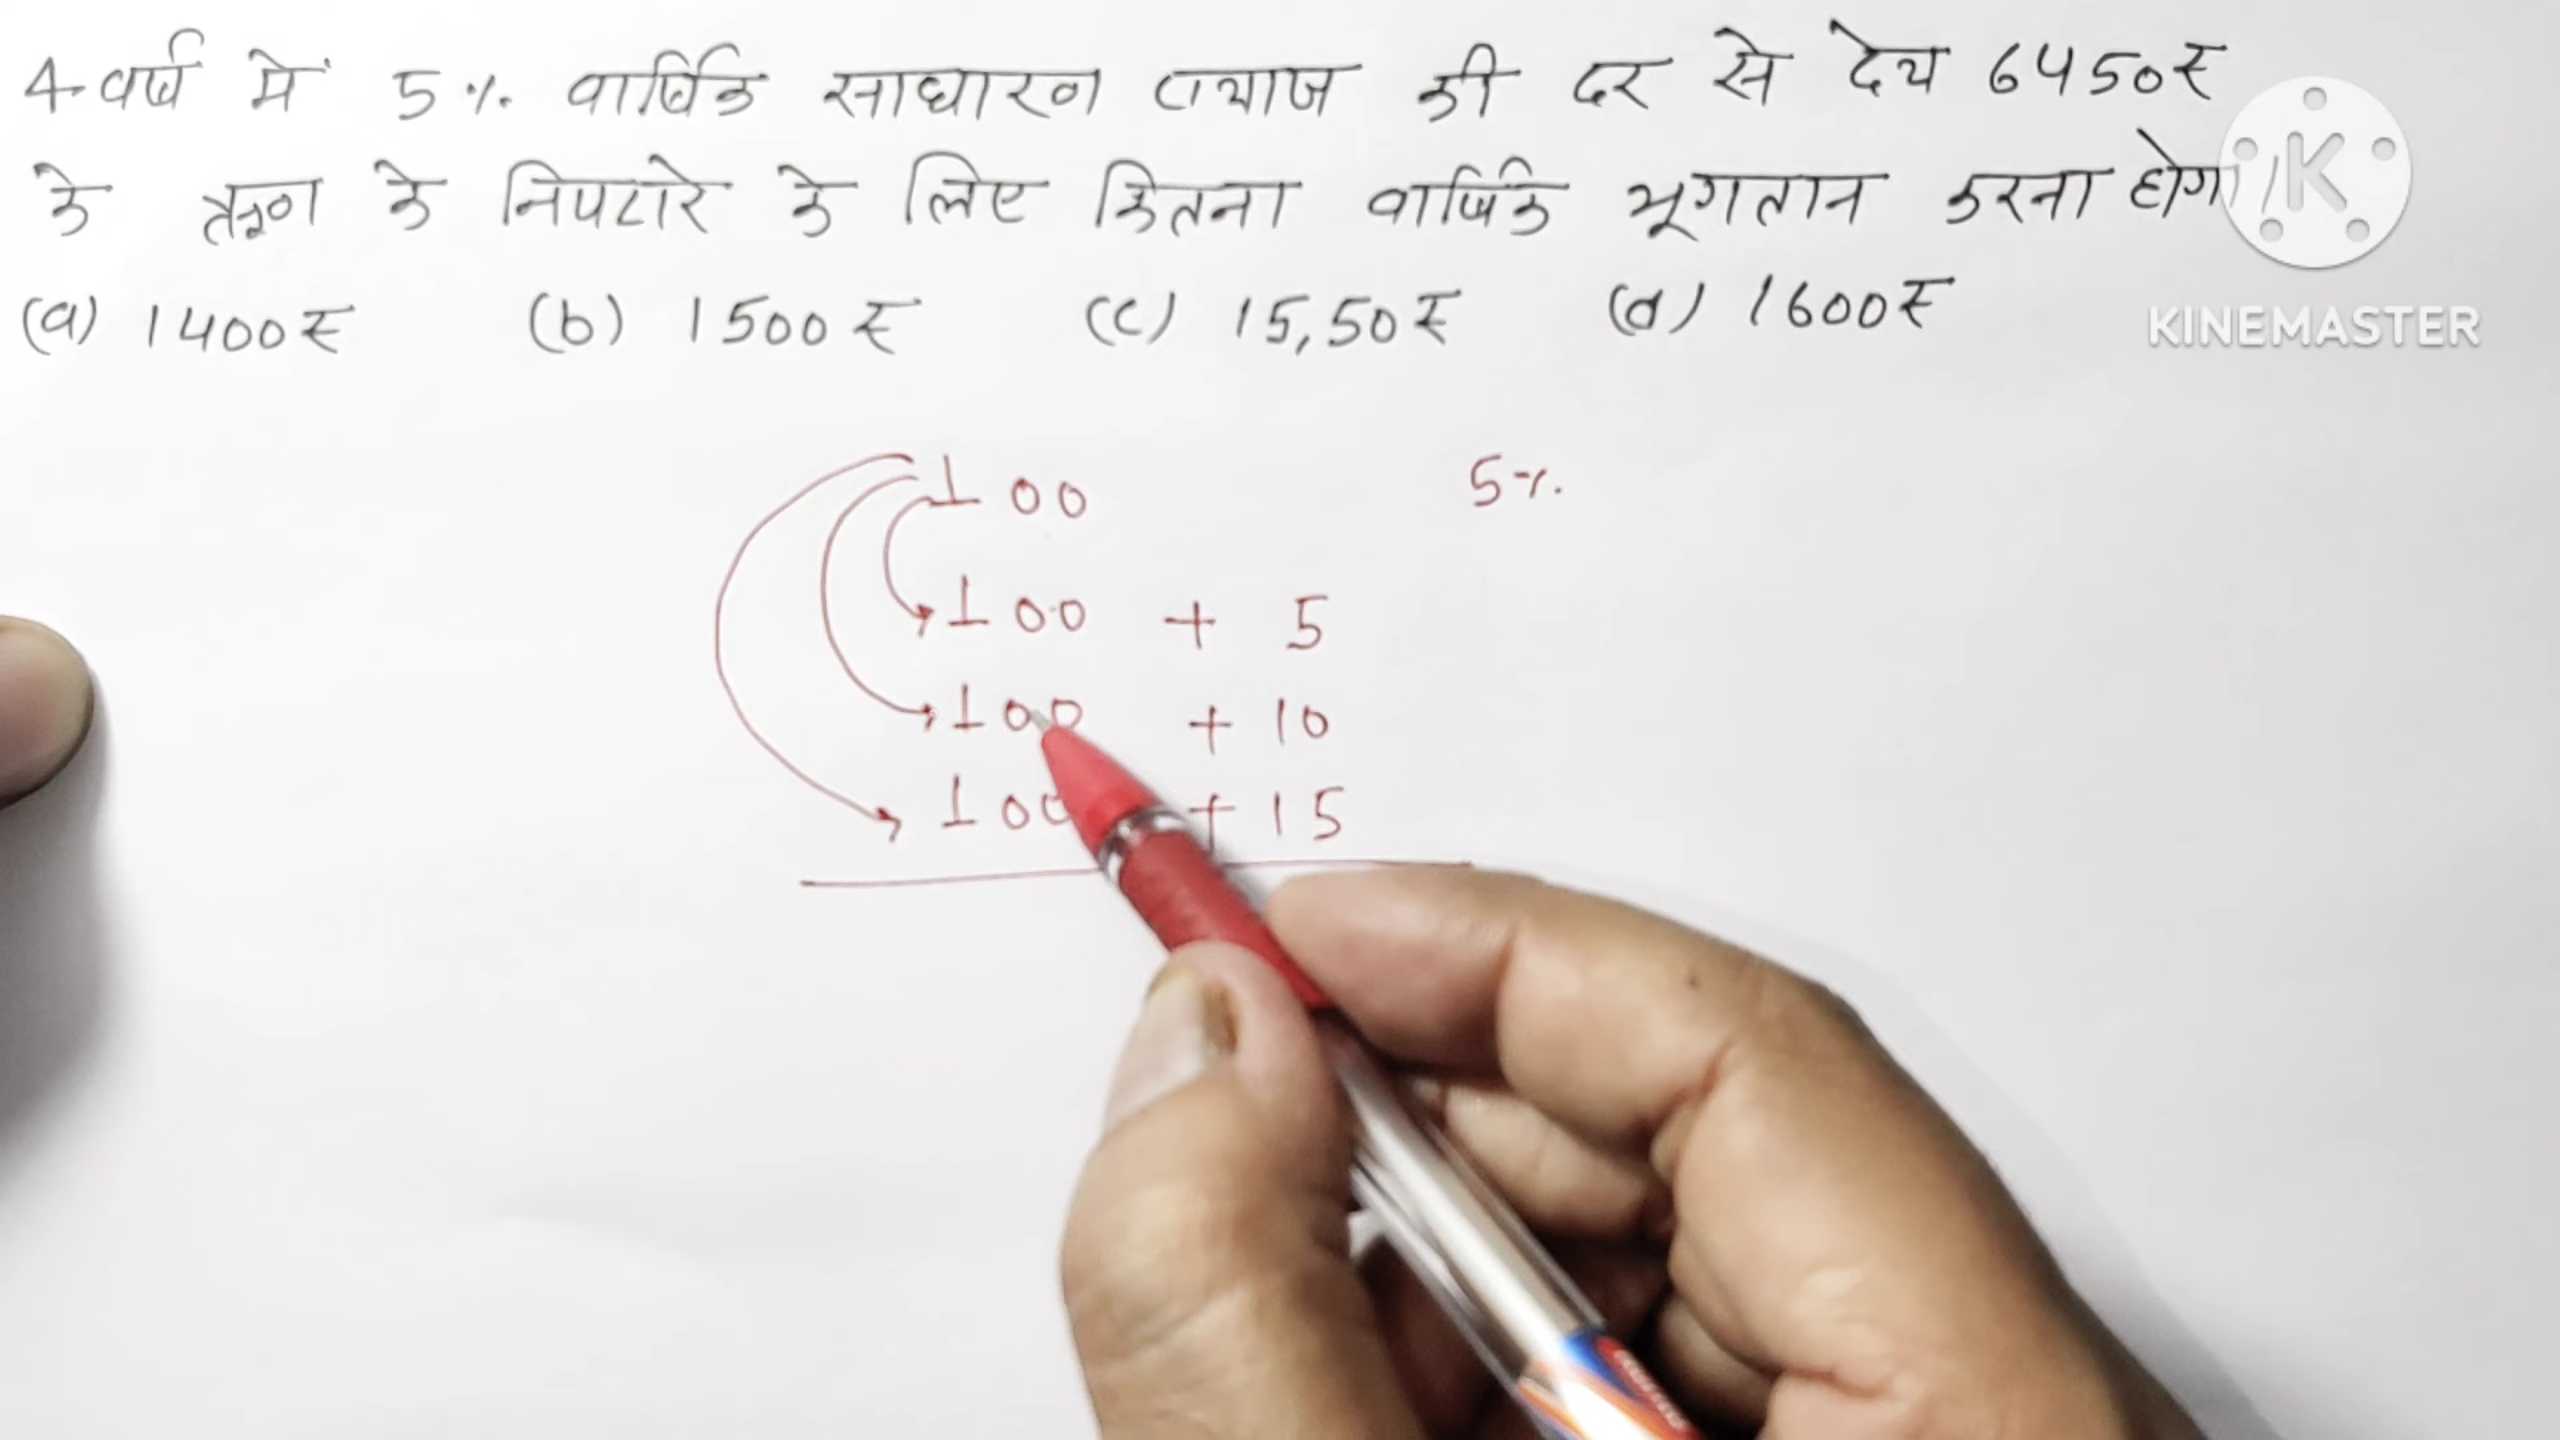 4 वर्ष में 5% वार्षिक साधारण ब्याज की दर से देय 6450₹
के ऋण के निपटारे के लिए कितना वार्षिक भूगतान करना होगा।
(a) 1400₹ (b) 1500₹ (c) 15,50₹ (d) 1600₹
KINEMASTER
100 5%
100 + 5
100 + 10
100 + 15